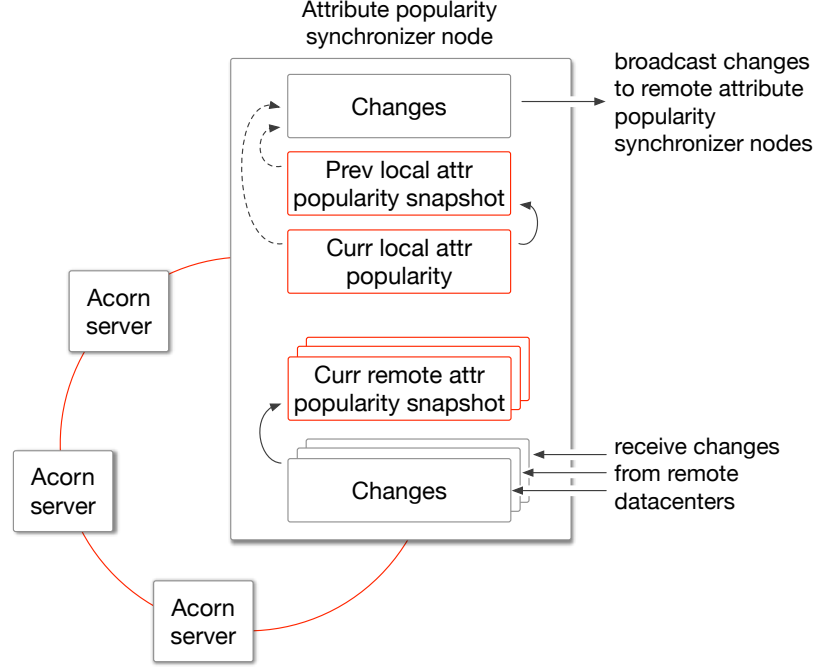 Attribute popularity
synchronizer node
Changes
broadcast changes
to remote attribute
popularity
synchronizer nodes
Prev local attr
popularity snapshot
Curr local attr
popularity
Acorn
server
Curr remote attr
popularity snapshot
Changes
receive changes
from remote
datacenters
Acorn
server
Acorn
server